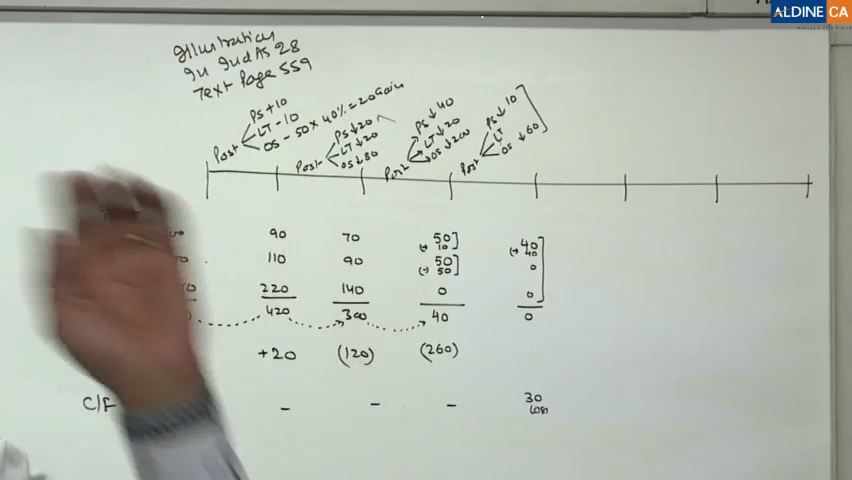 ALDINE CA
Illustration
In Ind AS 28
Text Page 559
Post
PS + 10
LT - 10
OS - 50 x 40% = 20 Gain
Post
PS ↓ 20
LT ↓ 20
OS ↓ 80
Post
PS ↓ 40
LT ↓ 20
OS ↓ 200
Post
PS ↓ 10
LT
OS ↓ 60
90 70 50] 40
(-) 10 (-) 40
110 90 50] 0
(-) 50
220 140 0 0
420 300 40 0
+20 (120) (260)
C/F - - - 30
loss